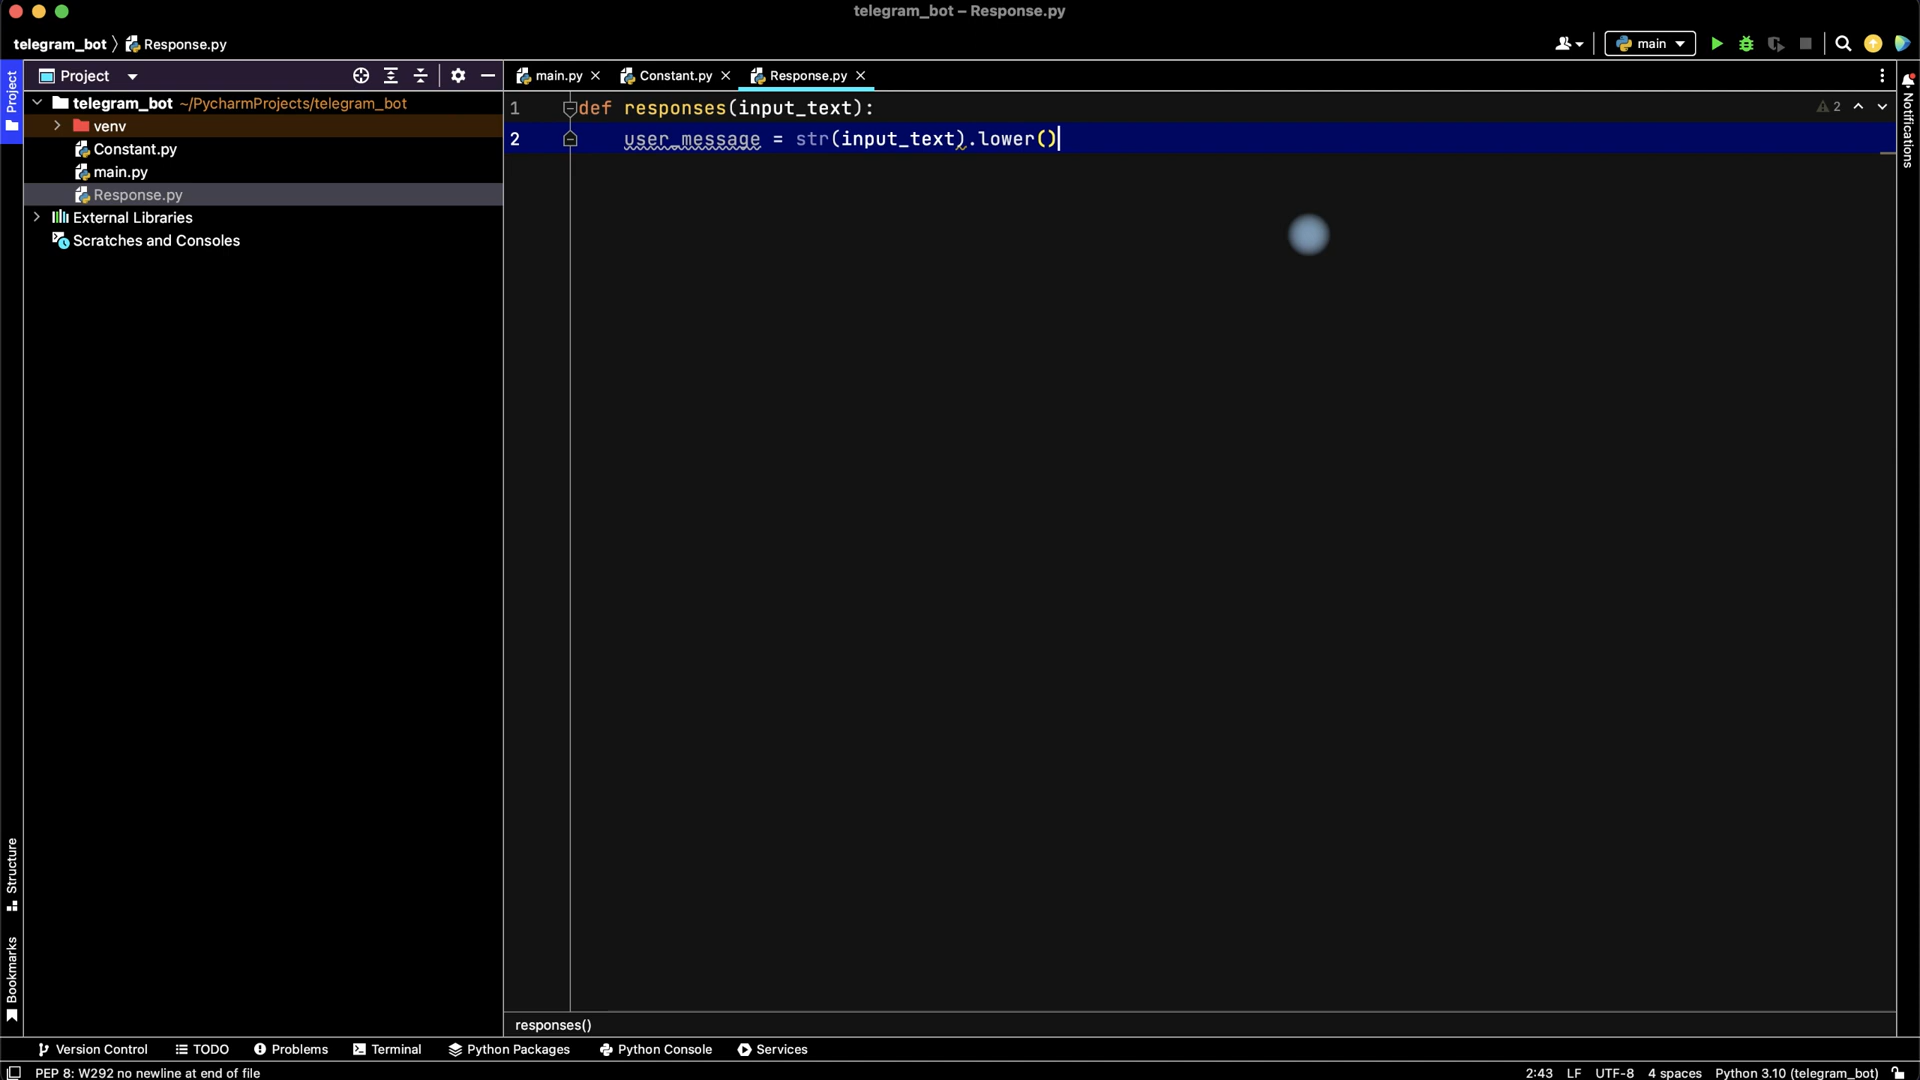 telegram_bot – Response.py
telegram_bot 〉 Response.py
main
Project
main.py
Constant.py
Response.py
Project
telegram_bot ~/PycharmProjects/telegram_bot
venv
Constant.py
main.py
Response.py
External Libraries
Scratches and Consoles
1 def responses(input_text):
2 user_message = str(input_text).lower()
2
Notifications
Structure
Bookmarks
responses()
Version Control
TODO
Problems
Terminal
Python Packages
Python Console
Services
PEP 8: W292 no newline at end of file
2:43 LF UTF-8 4 spaces Python 3.10 (telegram_bot)